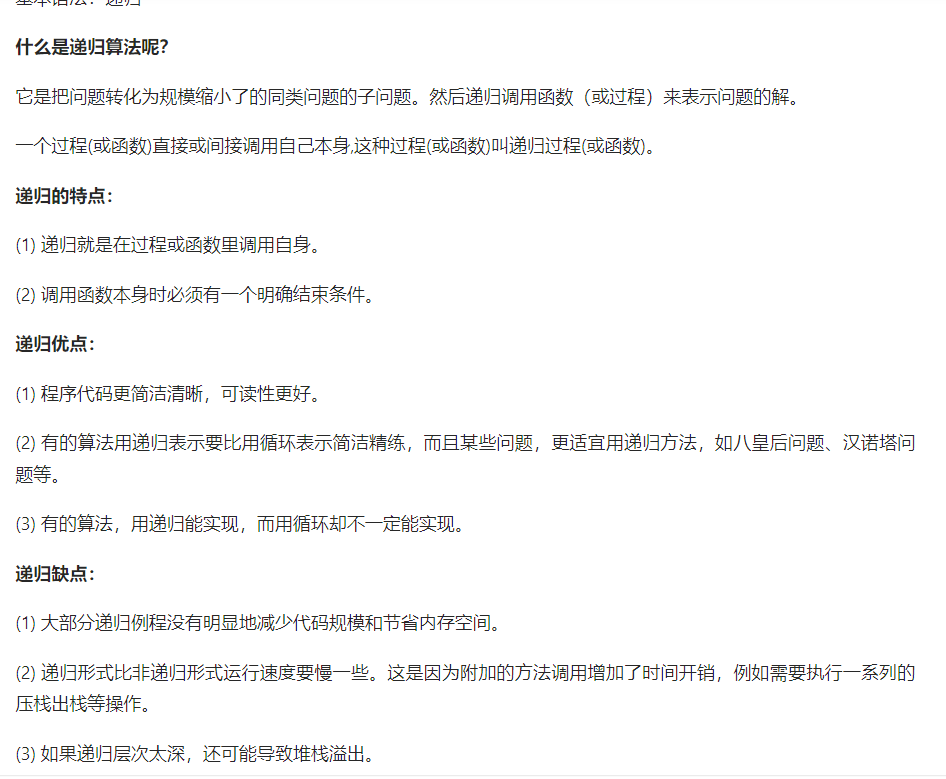 基本语法：递归
什么是递归算法呢？
它是把问题转化为规模缩小了的同类问题的子问题。然后递归调用函数（或过程）来表示问题的解。
一个过程(或函数)直接或间接调用自己本身,这种过程(或函数)叫递归过程(或函数)。
递归的特点：
(1) 递归就是在过程或函数里调用自身。
(2) 调用函数本身时必须有一个明确结束条件。
递归优点：
(1) 程序代码更简洁清晰，可读性更好。
(2) 有的算法用递归表示要比用循环表示简洁精练，而且某些问题，更适宜用递归方法，如八皇后问题、汉诺塔问
题等。
(3) 有的算法，用递归能实现，而用循环却不一定能实现。
递归缺点：
(1) 大部分递归例程没有明显地减少代码规模和节省内存空间。
(2) 递归形式比非递归形式运行速度要慢一些。这是因为附加的方法调用增加了时间开销，例如需要执行一系列的
压栈出栈等操作。
(3) 如果递归层次太深，还可能导致堆栈溢出。